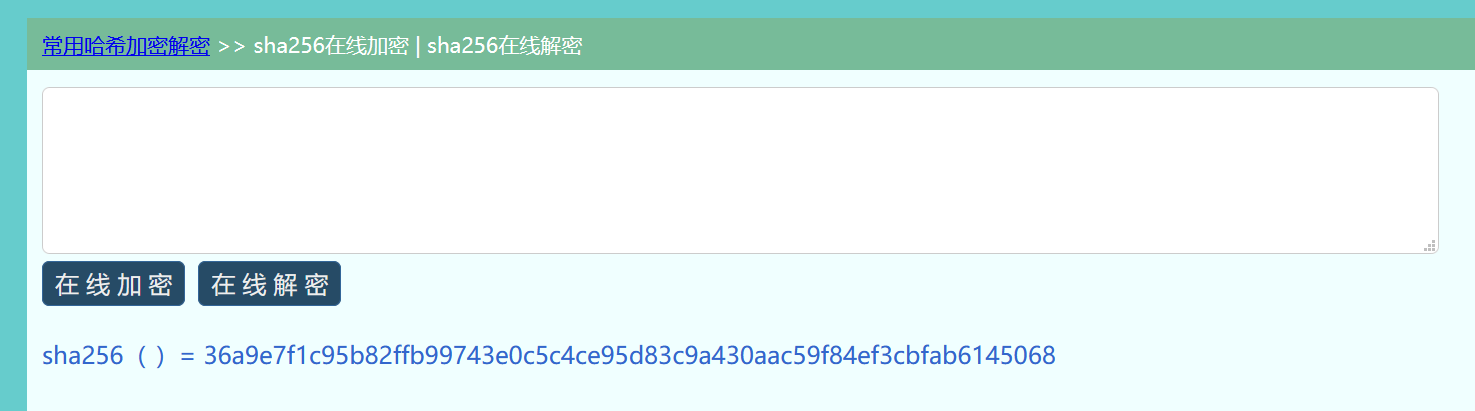 常用哈希加密解密 >> sha256在线加密 | sha256在线解密
在线加密 在线解密
sha256（ ）= 36a9e7f1c95b82ffb99743e0c5c4ce95d83c9a430aac59f84ef3cbfab6145068